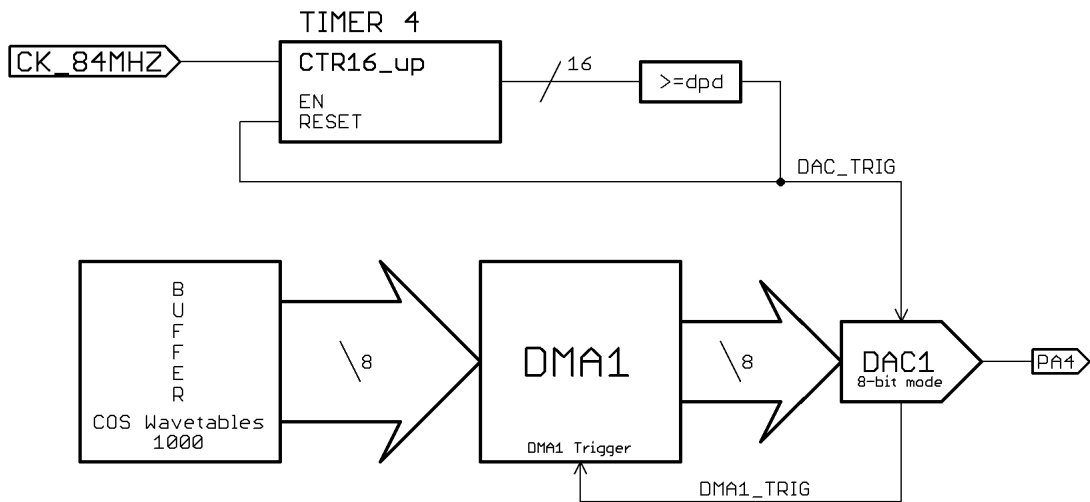 TIMER 4
CK_84MHZ
CTR16_up
EN
RESET
16
>=dpd
DAC_TRIG
BUFFER
COS Wavetables
1000
8
DMA1
DMA1 Trigger
8
DAC1
8-bit mode
PA4
DMA1_TRIG